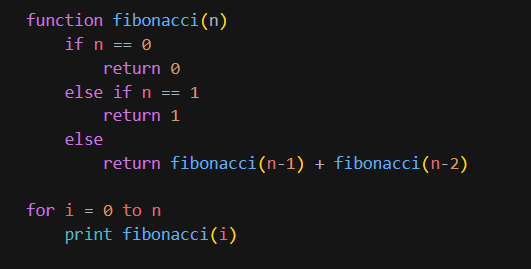 function fibonacci(n)
    if n == 0
        return 0
    else if n == 1
        return 1
    else
        return fibonacci(n-1) + fibonacci(n-2)

for i = 0 to n
    print fibonacci(i)